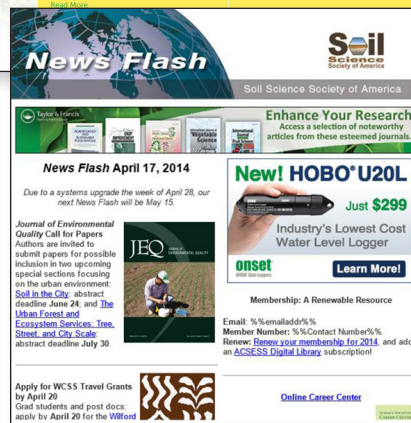 Read More
News Flash
Soil
Science
Society of America
Soil Science Society of America
Taylor & Francis
Enhance Your Research
Access a selection of noteworthy
articles from these esteemed journals.
Vegetable
Science
News Flash April 17, 2014
Due to a systems upgrade the week of April 28, our
next News Flash will be May 15.
Journal of Environmental
Quality Call for Papers
Authors are invited to
submit papers for possible
inclusion in two upcoming
special sections focusing
on the urban environment:
Soil in the City: abstract
deadline June 24; and The
Urban Forest and
Ecosystem Services: Tree,
Street, and City Scale:
abstract deadline July 30.
JEQ
Apply for WCSS Travel Grants
by April 20
Grad students and post docs:
apply by April 20 for the Wilford
New! HOBO® U20L
Just $299
Industry's Lowest Cost
Water Level Logger
onset
HOBO Data Loggers
Learn More!
Membership: A Renewable Resource
Email: %%emailaddr%%
Member Number: %%Contact Number%%
Renew: Renew your membership for 2014, and add
an ACSESS Digital Library subscription!
Online Career Center